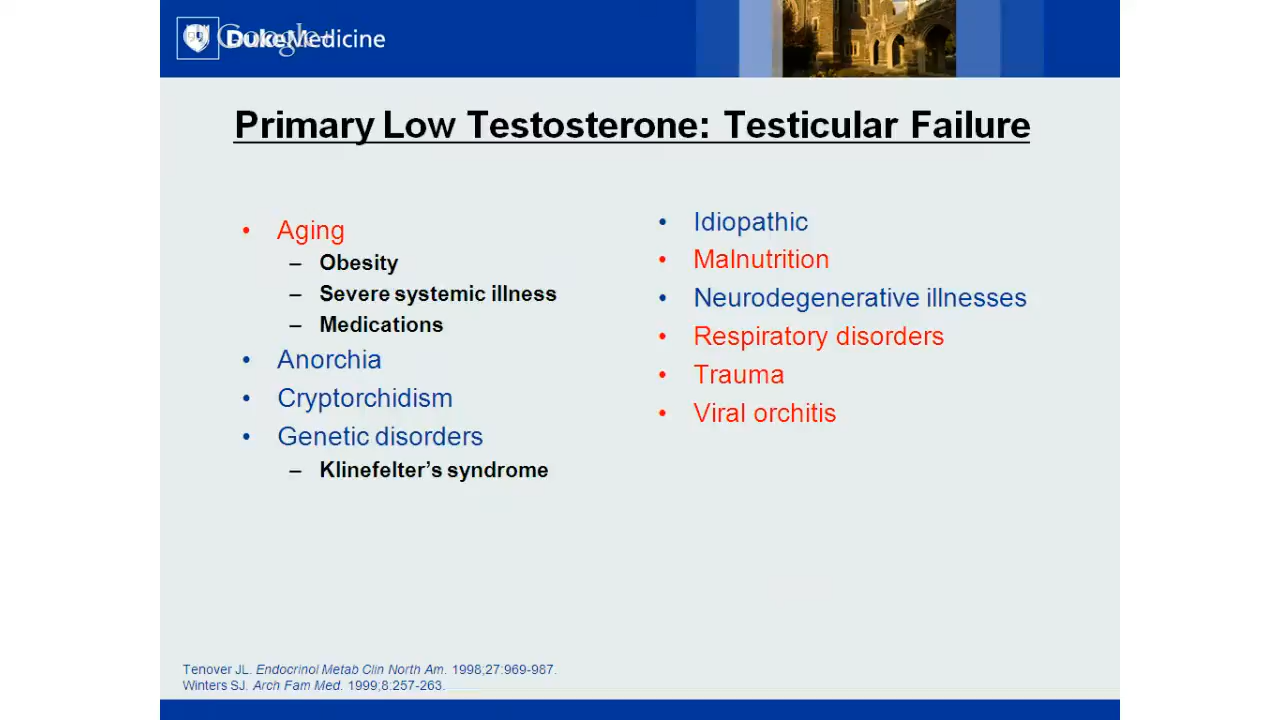 Google+
DukeMedicine
Primary Low Testosterone: Testicular Failure
• Aging
– Obesity
– Severe systemic illness
– Medications
• Anorchia
• Cryptorchidism
• Genetic disorders
– Klinefelter's syndrome
• Idiopathic
• Malnutrition
• Neurodegenerative illnesses
• Respiratory disorders
• Trauma
• Viral orchitis
Tenover JL. Endocrinol Metab Clin North Am. 1998;27:969-987.
Winters SJ. Arch Fam Med. 1999;8:257-263.